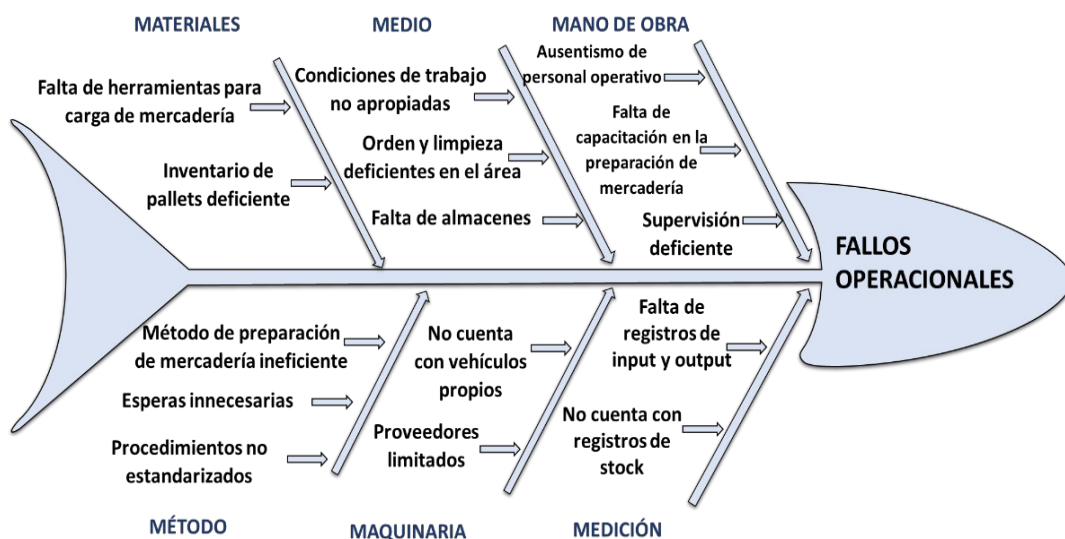 MATERIALES
Falta de herramientas para
carga de mercadería
Inventario de
pallets deficiente
MEDIO
Condiciones de trabajo
no apropiadas
Orden y limpieza
deficientes en el área
Falta de almacenes
MANO DE OBRA
Ausentismo de
personal operativo
Falta de
capacitación en la
preparación de
mercadería
Supervisión
deficiente
FALLOS
OPERACIONALES
Método de preparación
de mercadería ineficiente
Esperas innecesarias
Procedimientos no
estandarizados
MÉTODO
No cuenta
con vehículos
propios
Proveedores
limitados
MAQUINARIA
Falta de
registros de
input y output
No cuenta con
registros de
stock
MEDICIÓN